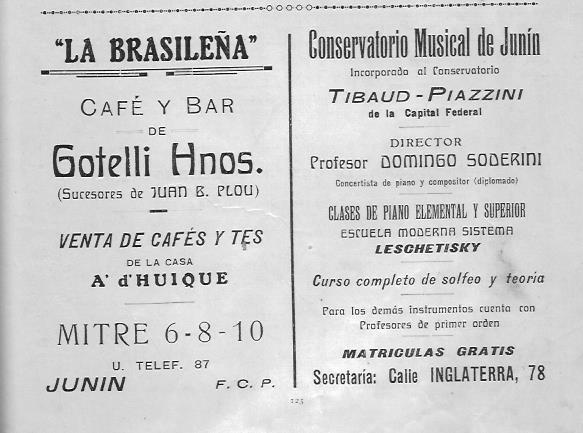 "LA BRASILEÑA"
CAFÉ Y BAR
DE
Gotelli Hnos.
(Sucesores de JUAN B. PLOU)
VENTA DE CAFÉS Y TES
DE LA CASA
A' d'HUIQUE
MITRE 6-8-10
U. TELEF. 87
JUNIN F. C. P.
Conservatorio Musical de Junín
Incorporado al Conservatorio
TIBAUD-PIAZZINI
de la Capital Federal
DIRECTOR
Profesor DOMINGO SODERINI
Concertista de piano y compositor (diplomado)
CLASES DE PIANO ELEMENTAL Y SUPERIOR
ESCUELA MODERNA SISTEMA
LESCHETISKY
Curso completo de solfeo y teoría
Para los demás instrumentos cuenta con
Profesores de primer orden
MATRICULAS GRATIS
Secretaría: Calle INGLATERRA, 78
123